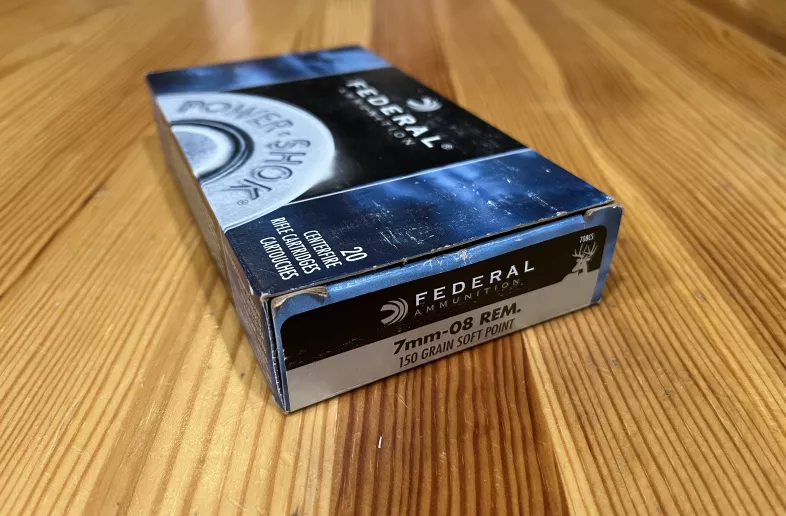 POWER·SHOK®
FEDERAL®
AMMUNITION
20
CENTERFIRE
RIFLE CARTRIDGES
CARTOUCHES
708CS
FEDERAL
AMMUNITION
7mm-08 REM.
150 GRAIN SOFT POINT